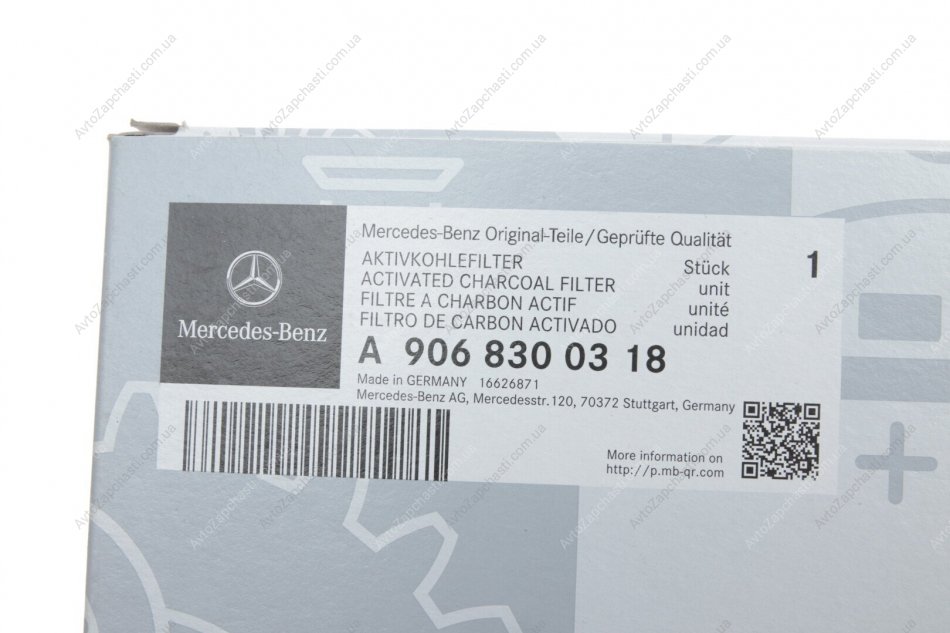 Mercedes-Benz Original-Teile/Geprüfte Qualität
AKTIVKOHLEFILTER Stück 1
ACTIVATED CHARCOAL FILTER unit
FILTRE A CHARBON ACTIF unité
FILTRO DE CARBON ACTIVADO unidad
Mercedes-Benz
A 906 830 03 18
Made in GERMANY 16626871
Mercedes-Benz AG, Mercedesstr.120, 70372 Stuttgart, Germany
More information on
http://p.mb-qr.com
AvtoZapchasti.com.ua